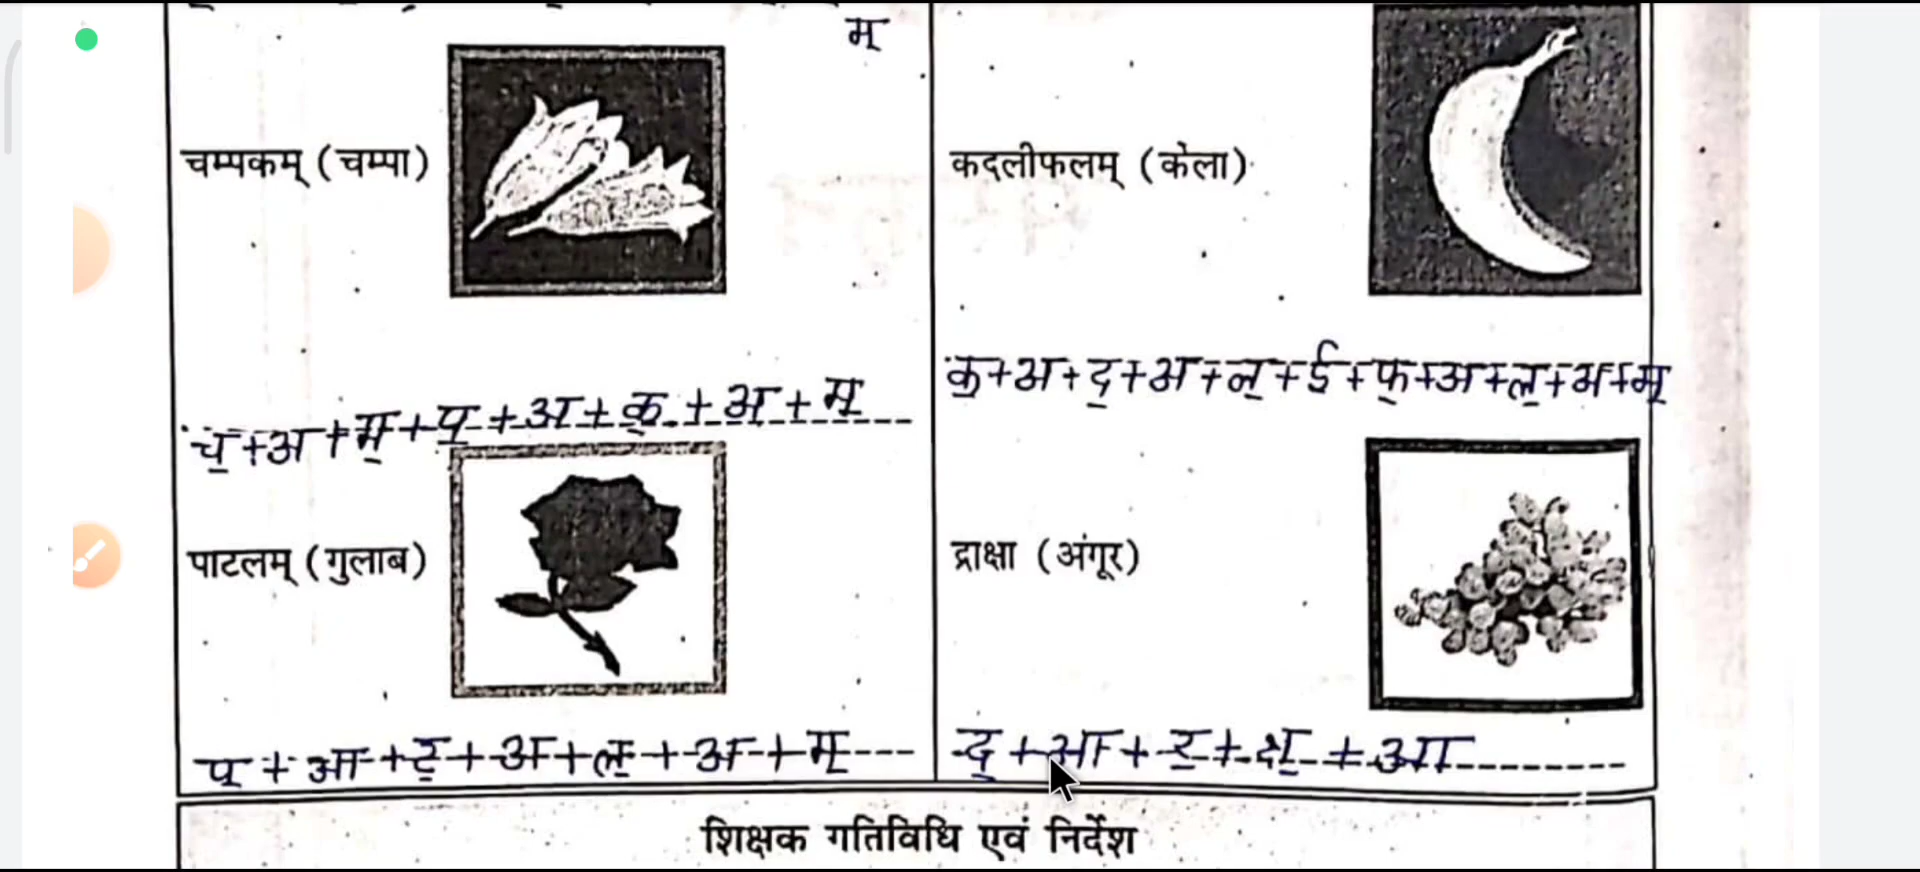 म्
चम्पकम् (चम्पा)
च्+अ+म्+प्+अ+क्+अ+म्
पाटलम् (गुलाब)
प्+आ+ट्+अ+ल्+अ+म्
कदलीफलम् (केला)
क्+अ+द्+अ+ल्+ई+फ्+अ+ल्+अ+म्
द्राक्षा (अंगूर)
द्+आ+र्+क्ष्+आ
शिक्षक गतिविधि एवं निर्देश